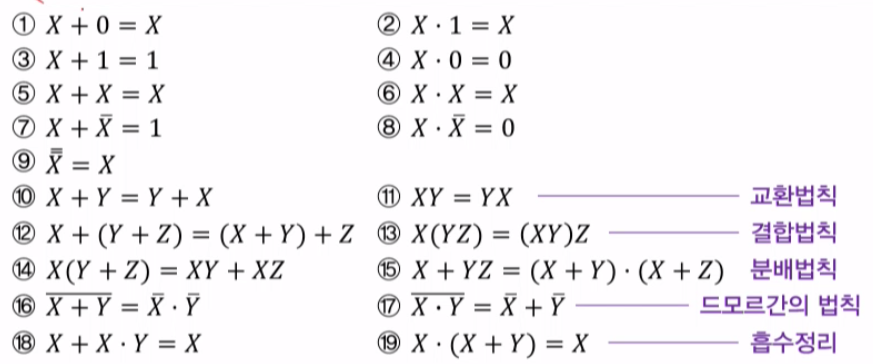 ① X + 0 = X ② X · 1 = X
③ X + 1 = 1 ④ X · 0 = 0
⑤ X + X = X ⑥ X · X = X
⑦ X + X̄ = 1 ⑧ X · X̄ = 0
⑨ X̿ = X
⑩ X + Y = Y + X ⑪ XY = YX 교환법칙
⑫ X + (Y + Z) = (X + Y) + Z ⑬ X(YZ) = (XY)Z 결합법칙
⑭ X(Y + Z) = XY + XZ ⑮ X + YZ = (X + Y) · (X + Z) 분배법칙
⑯ X̅ ̅+̅ ̅Y̅ = X̄ · Ȳ ⑰ X̅ ̅·̅ ̅Y̅ = X̄ + Ȳ 드모르간의 법칙
⑱ X + X · Y = X ⑲ X · (X + Y) = X 흡수정리